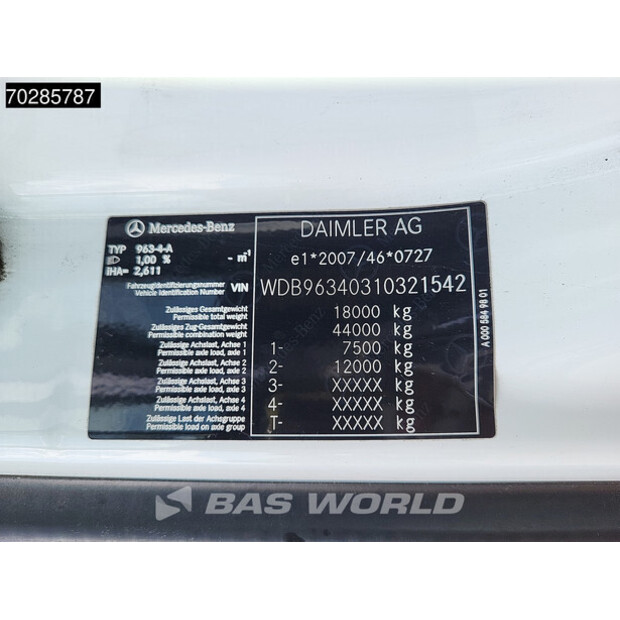 70285787
Mercedes-Benz DAIMLER AG
TYP 963-4-A
1,00 % - m⁻¹ e1*2007/46*0727
iHA= 2,611
Fahrzeugidentifizierungsnummer
Vehicle Identification Number VIN WDB96340310321542
Zulässiges Gesamtgewicht
Permissible total weight 18000 kg
Zulässiges Zug-Gesamtgewicht
Permissible combination weight 44000 kg
Zulässige Achslast, Achse 1
Permissible axle load, axle 1 1- 7500 kg
Zulässige Achslast, Achse 2
Permissible axle load, axle 2 2- 12000 kg
Zulässige Achslast, Achse 3
Permissible axle load, axle 3 3- XXXXX kg
Zulässige Achslast, Achse 4
Permissible axle load, axle 4 4- XXXXX kg
Zulässige Last der Achsgruppe
Permissible load on axle group T- XXXXX kg
A 000 584 98 01
BAS WORLD